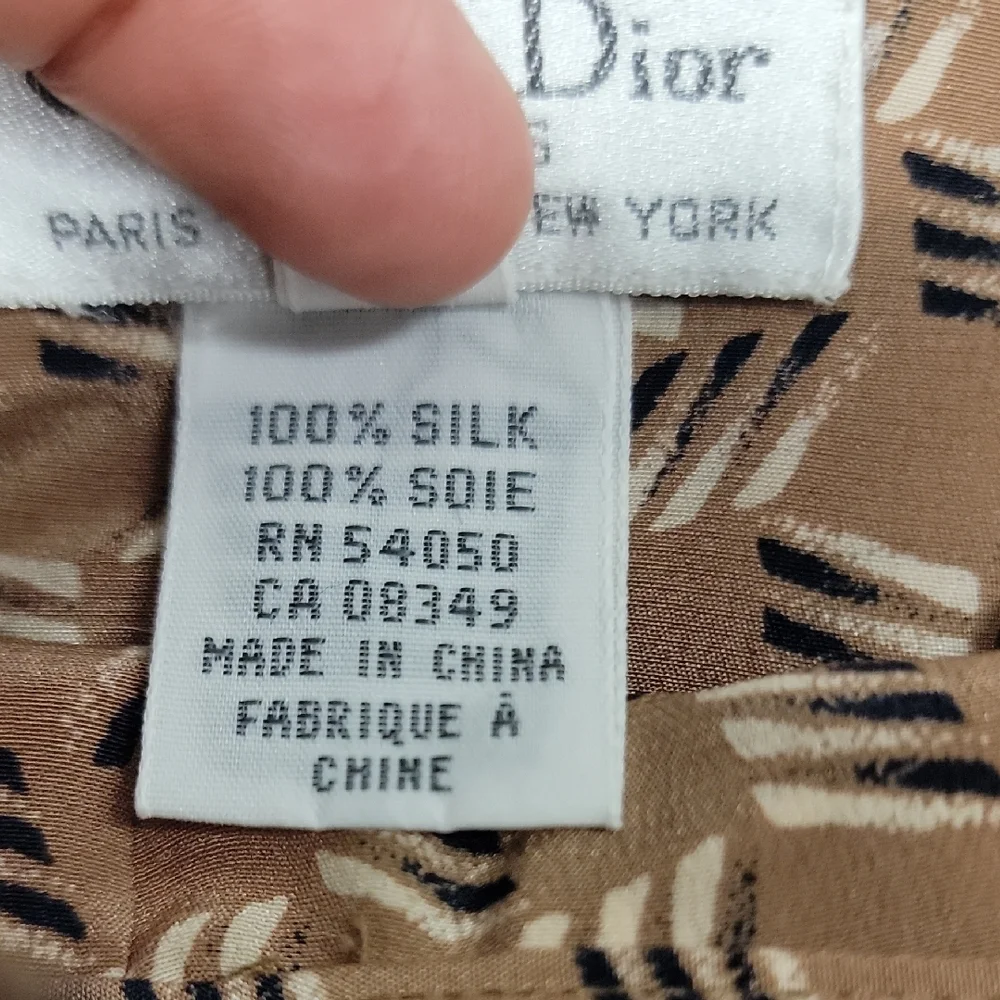 Dior
PARIS EW YORK
100% SILK
100% SOIE
RN 54050
CA 08349
MADE IN CHINA
FABRIQUE À
CHINE